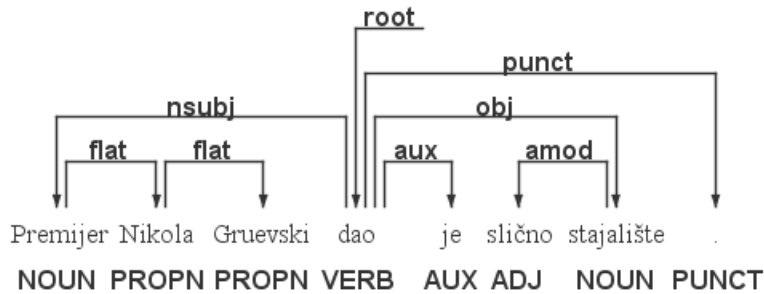 root
punct
nsubj obj
flat flat aux amod
Premijer Nikola Gruevski dao je slično stajalište .
NOUN PROPN PROPN VERB AUX ADJ NOUN PUNCT